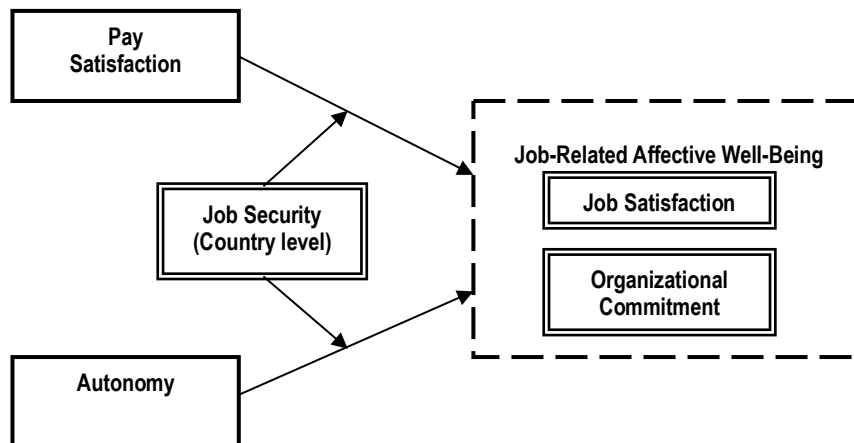 Pay
Satisfaction
Job-Related Affective Well-Being
Job Satisfaction
Job Security
(Country level)
Organizational
Commitment
Autonomy